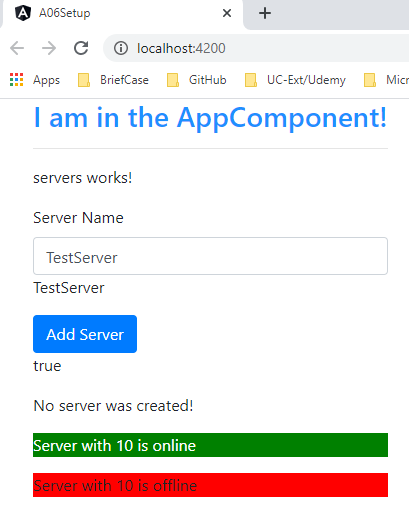 A06Setup
localhost:4200
Apps BriefCase GitHub UC-Ext/Udemy Micro
I am in the AppComponent!
servers works!
Server Name
TestServer
TestServer
Add Server
true
No server was created!
Server with 10 is online
Server with 10 is offline